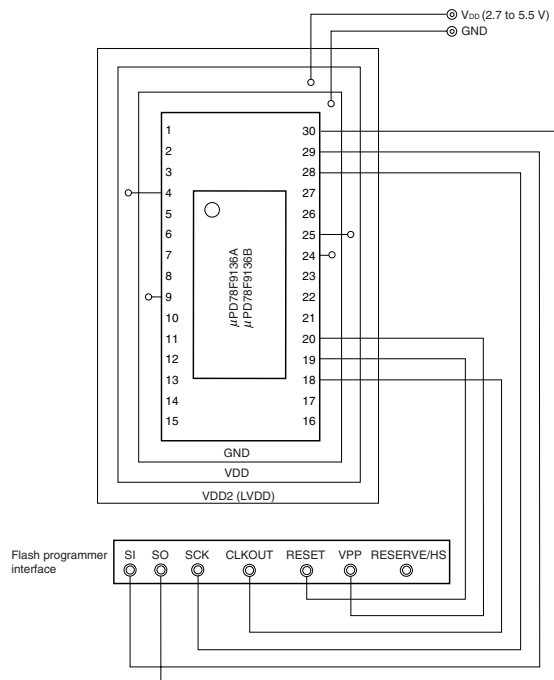 VDD (2.7 to 5.5 V)
GND
1 30
2 29
3 28
4 27
5 26
6 25
7 24
8 23
9 22
10 21
11 20
12 19
13 18
14 17
15 16
μPD78F9136A
μPD78F9136B
GND
VDD
VDD2 (LVDD)
Flash programmer
interface
SI SO SCK CLKOUT RESET VPP RESERVE/HS